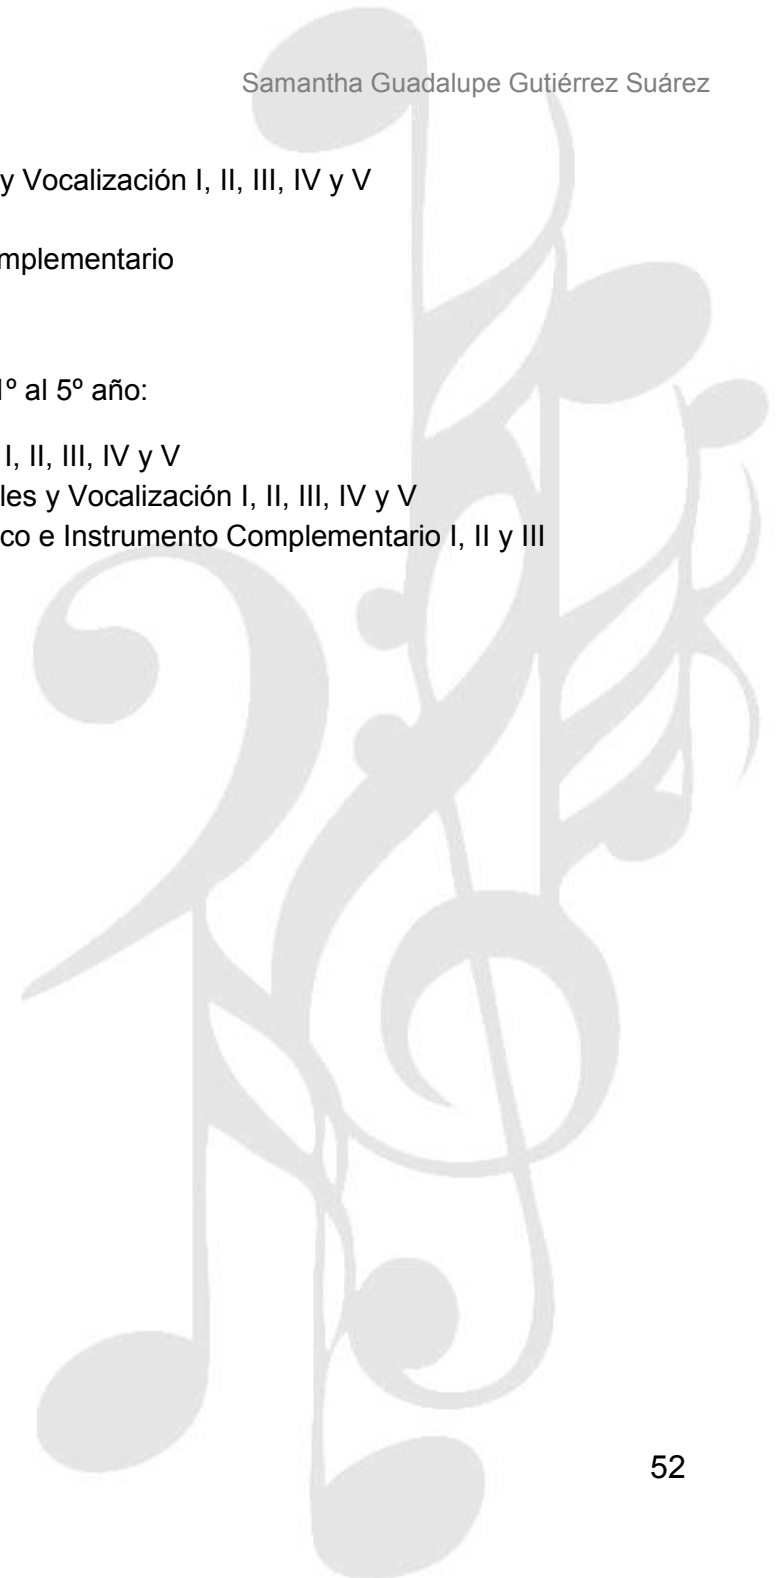 Samantha Guadalupe Gutiérrez Suárez
y Vocalización I, II, III, IV y V
mplementario
1º al 5º año:
I, II, III, IV y V
les y Vocalización I, II, III, IV y V
co e Instrumento Complementario I, II y III
52